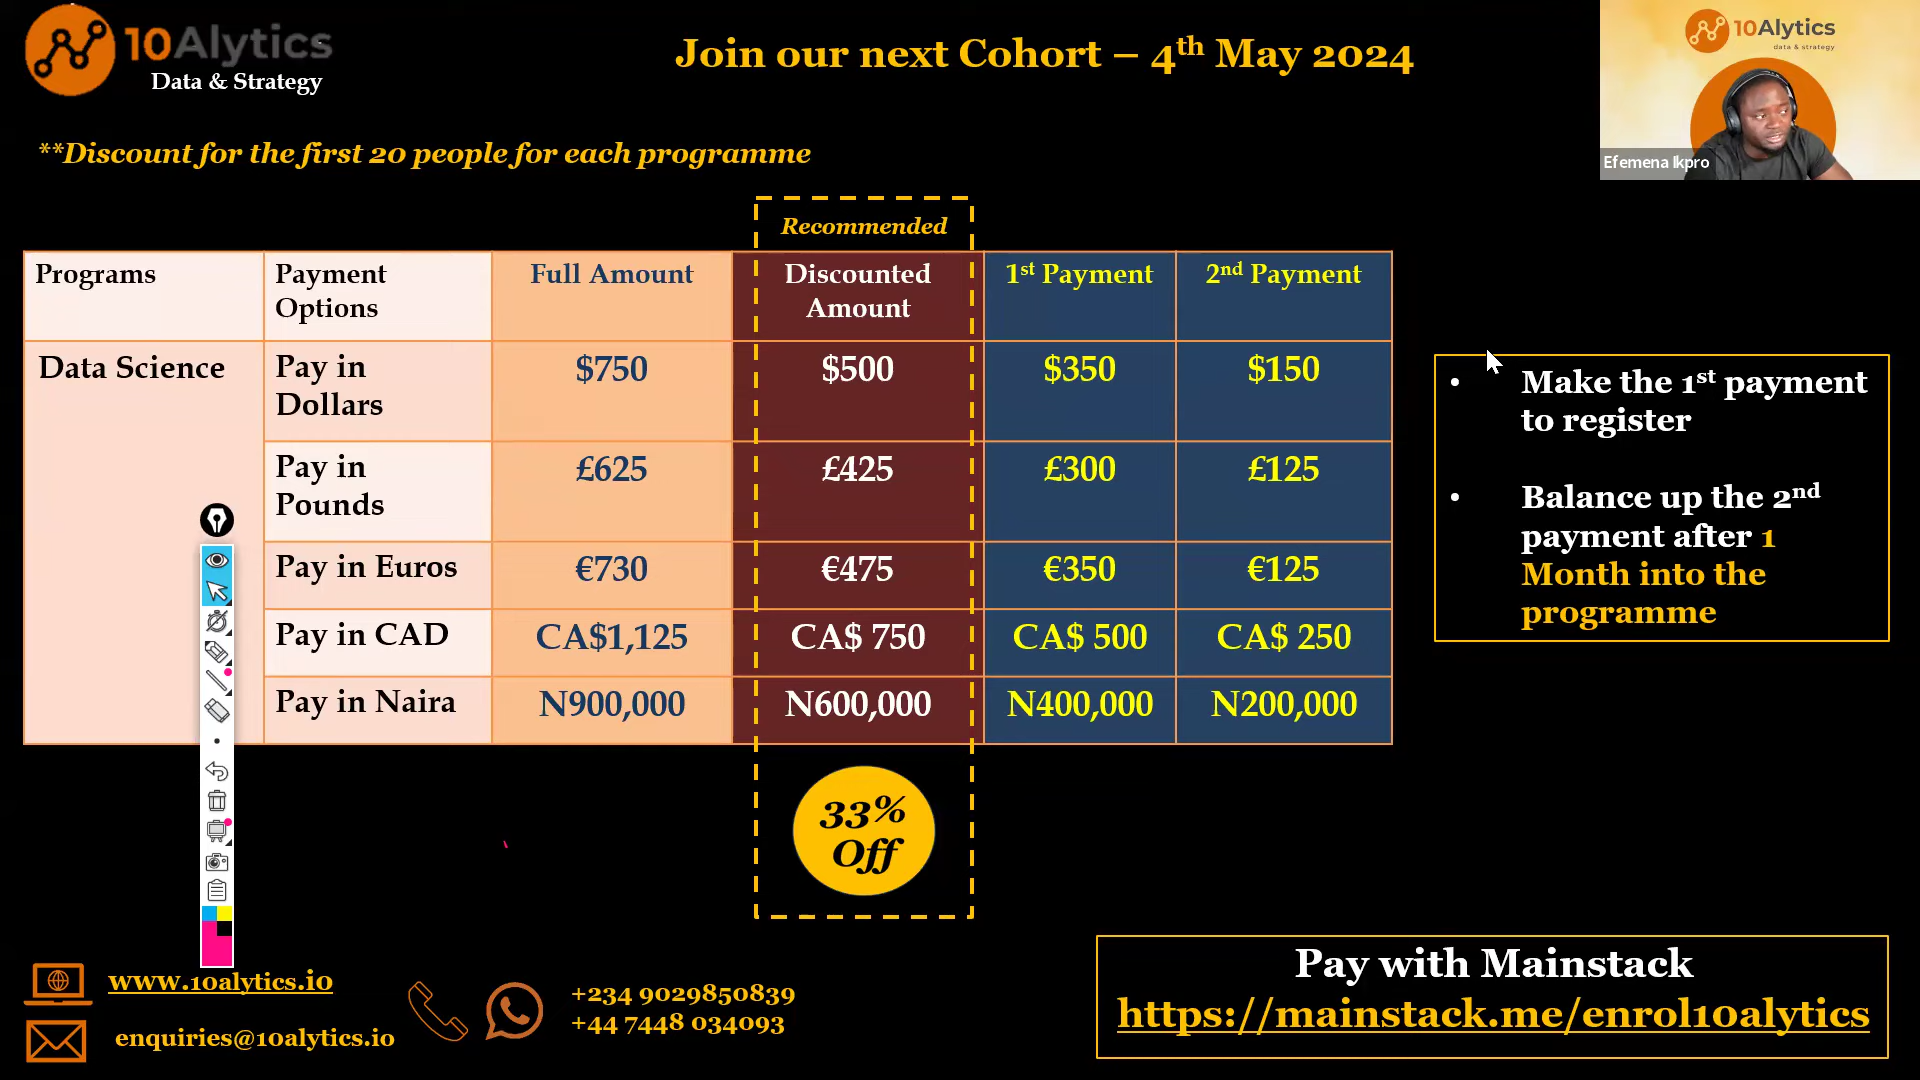 10Alytics
Data & Strategy
Join our next Cohort – 4th May 2024
10Alytics
data & strategy
Efemena Ikpro
**Discount for the first 20 people for each programme
Recommended
Programs
Payment
Options
Full Amount
Discounted
Amount
1st Payment
2nd Payment
Data Science
Pay in
Dollars
$750
$500
$350
$150
Pay in
Pounds
£625
£425
£300
£125
Pay in Euros
€730
€475
€350
€125
Pay in CAD
CA$1,125
CA$ 750
CA$ 500
CA$ 250
Pay in Naira
N900,000
N600,000
N400,000
N200,000
• Make the 1st payment
to register
• Balance up the 2nd
payment after 1
Month into the
programme
33%
Off
www.10alytics.io
enquiries@10alytics.io
+234 9029850839
+44 7448 034093
Pay with Mainstack
https://mainstack.me/enrol10alytics